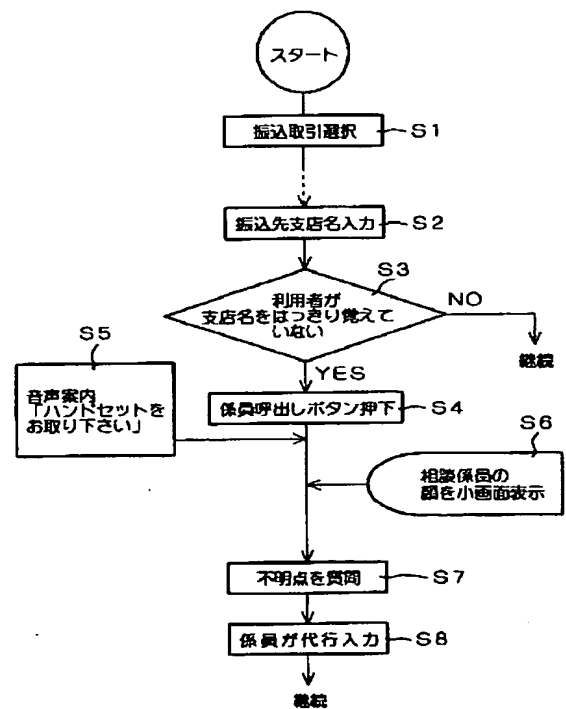 スタート
振込取引選択
S1
振込先支店名入力
S2
S3
利用者が
支店名をはっきり覚えて
いない
NO
継続
YES
S5
音声案内
「ハンドセットを
お取り下さい」
係員呼出しボタン押下
S4
S6
相談係員の
顔を小画面表示
不明点を質問
S7
係員が代行入力
S8
継続